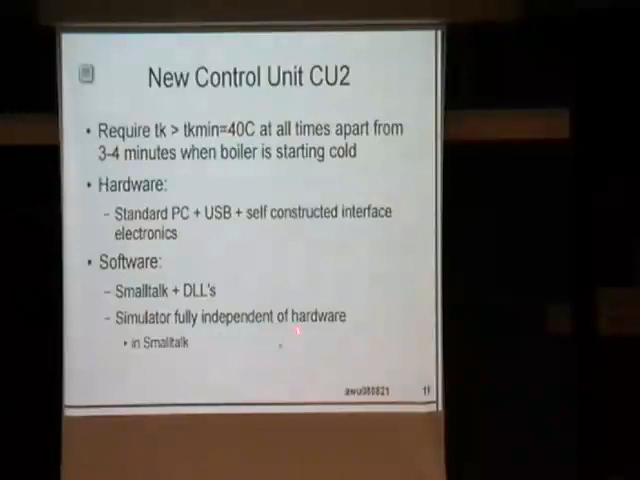 New Control Unit CU2
• Require tk > tkmin=40C at all times apart from
3-4 minutes when boiler is starting cold
• Hardware:
– Standard PC + USB + self constructed interface
electronics
• Software:
– Smalltalk + DLL's
– Simulator fully independent of hardware
• in Smalltalk
awu080821 11